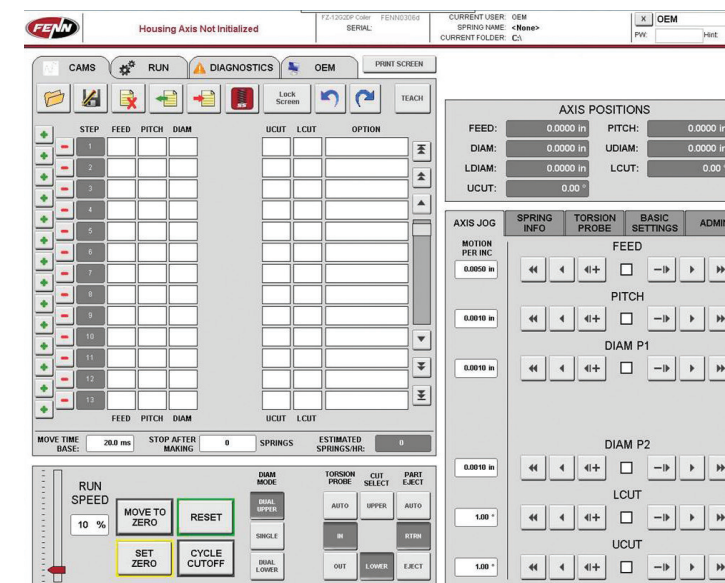 FENN
Housing Axis Not Initialized
FZ-12G2DP Coiler FENN0306d
SERIAL:
CURRENT USER: OEM
SPRING NAME: <None>
CURRENT FOLDER: C:\
X OEM
PW: Hint:
CAMS RUN DIAGNOSTICS OEM PRINT SCREEN
Lock Screen TEACH
STEP FEED PITCH DIAM UCUT LCUT OPTION
1
2
3
4
5
6
7
8
9
10
11
12
13
FEED PITCH DIAM UCUT LCUT
MOVE TIME BASE: 20.0 ms STOP AFTER MAKING 0 SPRINGS ESTIMATED SPRINGS/HR: 0
RUN SPEED
10 %
MOVE TO ZERO RESET
SET ZERO CYCLE CUTOFF
DIAM MODE
DUAL UPPER
SINGLE
DUAL LOWER
TORSION PROBE CUT SELECT PART EJECT
AUTO UPPER AUTO
IN RTRN
OUT LOWER EJECT
AXIS POSITIONS
FEED: 0.0000 in PITCH: 0.0000 in
DIAM: 0.0000 in UDIAM: 0.0000 in
LDIAM: 0.0000 in LCUT: 0.00 °
UCUT: 0.00 °
AXIS JOG SPRING INFO TORSION PROBE BASIC SETTINGS ADMIN
MOTION PER INC
FEED
0.0050 in
PITCH
0.0010 in
DIAM P1
0.0010 in
DIAM P2
0.0010 in
LCUT
1.00 °
UCUT
1.00 °